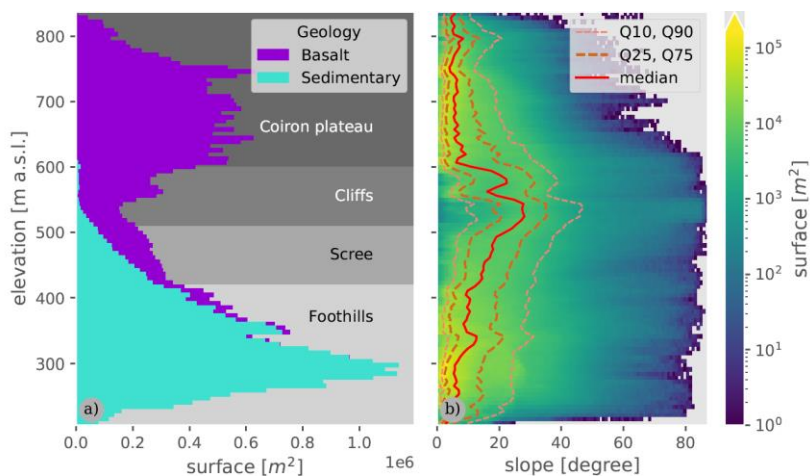 800
700
600
500
400
300
elevation [m a.s.l.]
Geology
Basalt
Sedimentary
Coiron plateau
Cliffs
Scree
Foothills
a)
0.0 0.2 0.4 0.6 0.8 1.0
1e6
surface [m²]
Q10, Q90
Q25, Q75
median
b)
0 20 40 60 80
slope [degree]
10⁵
10⁴
10³
10²
10¹
10⁰
surface [m²]